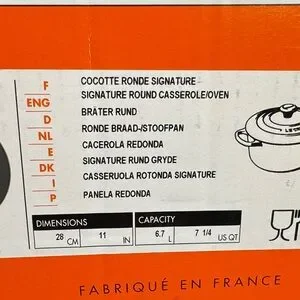 F COCOTTE RONDE SIGNATURE
ENG SIGNATURE ROUND CASSEROLE/OVEN
D BRÄTER RUND
NL RONDE BRAAD-/STOOFPAN
E CACEROLA REDONDA
DK SIGNATURE RUND GRYDE
I CASSERUOLA ROTONDA SIGNATURE
P PANELA REDONDA
DIMENSIONS CAPACITY
28 CM 11 IN 6.7 L 7 1/4 US QT
FABRIQUÉ EN FRANCE